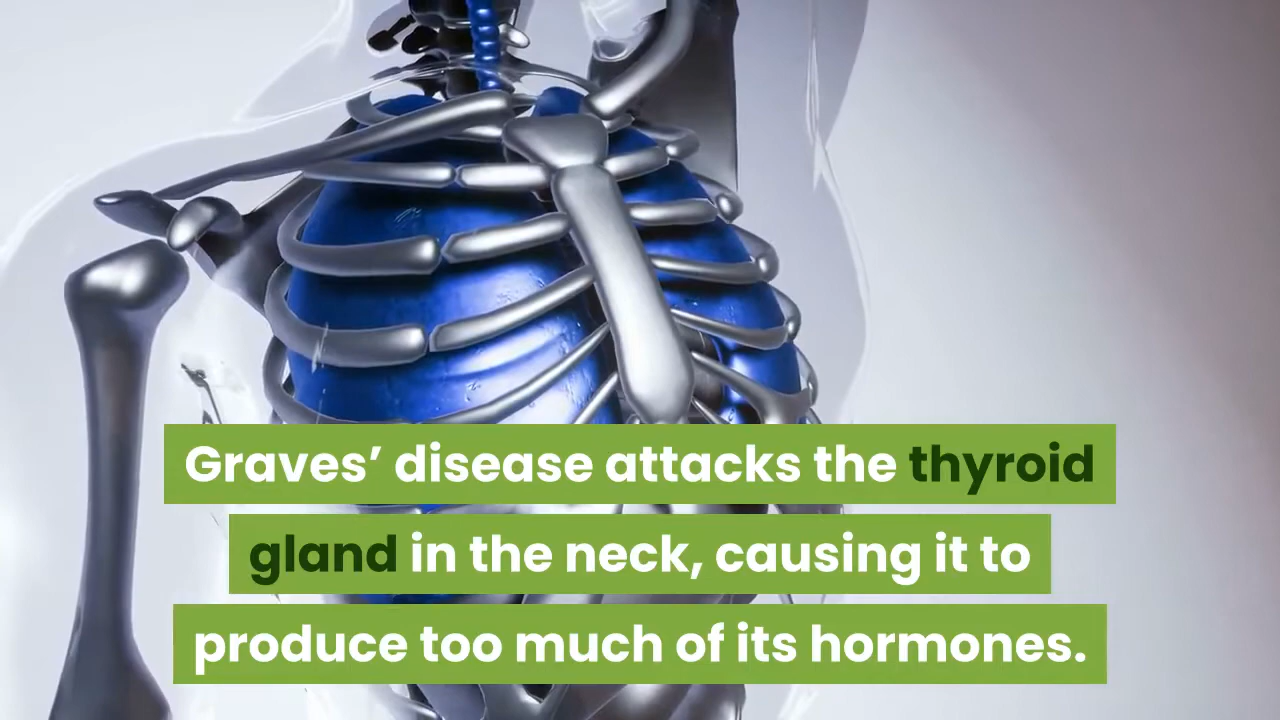 Graves’ disease attacks the thyroid
gland in the neck, causing it to
produce too much of its hormones.